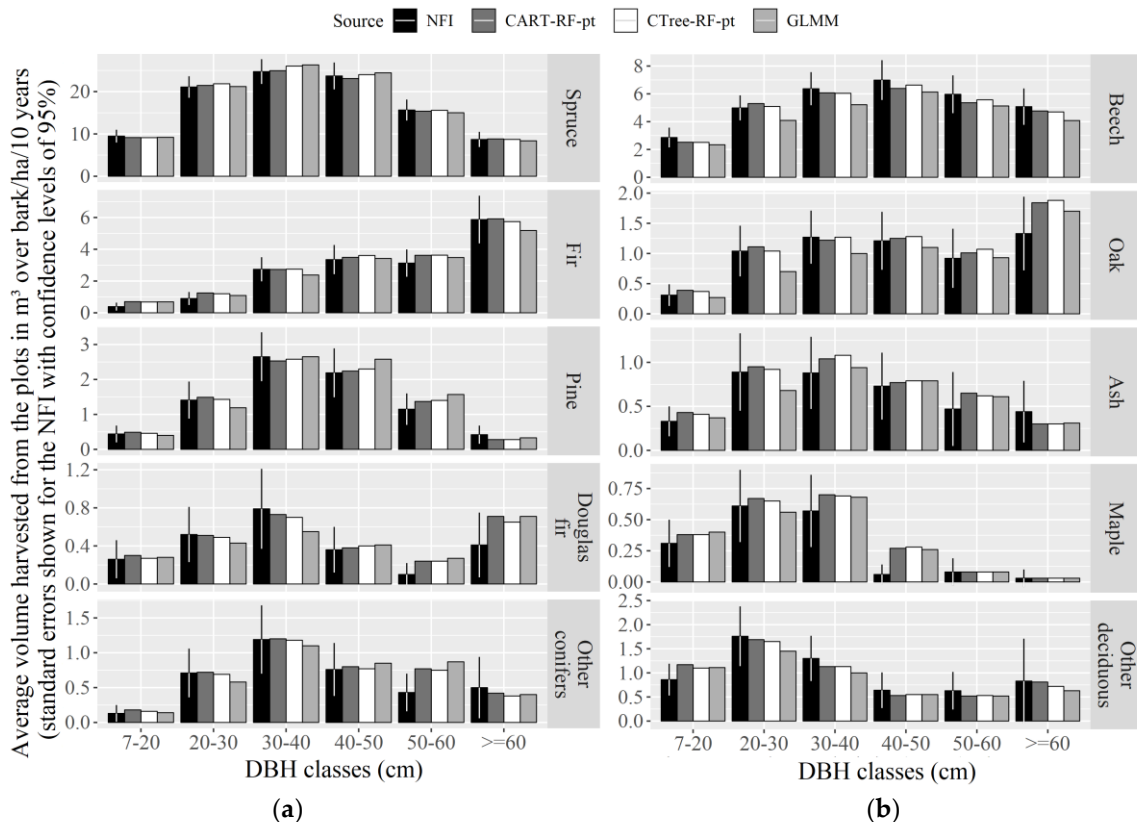 Source NFI CART-RF-pt CTree-RF-pt GLMM
Average volume harvested from the plots in m³ over bark/ha/10 years
(standard errors shown for the NFI with confidence levels of 95%)
20
10
0
Spruce
6
4
2
0
Fir
3
2
1
0
Pine
1.2
0.8
0.4
0.0
Douglas
fir
1.5
1.0
0.5
0.0
Other
conifers
7-20 20-30 30-40 40-50 50-60 >=60
DBH classes (cm)
(a)
8
6
4
2
0
Beech
2.0
1.5
1.0
0.5
0.0
Oak
1.0
0.5
0.0
Ash
0.75
0.50
0.25
0.00
Maple
2.5
2.0
1.5
1.0
0.5
0.0
Other
deciduous
7-20 20-30 30-40 40-50 50-60 >=60
DBH classes (cm)
(b)